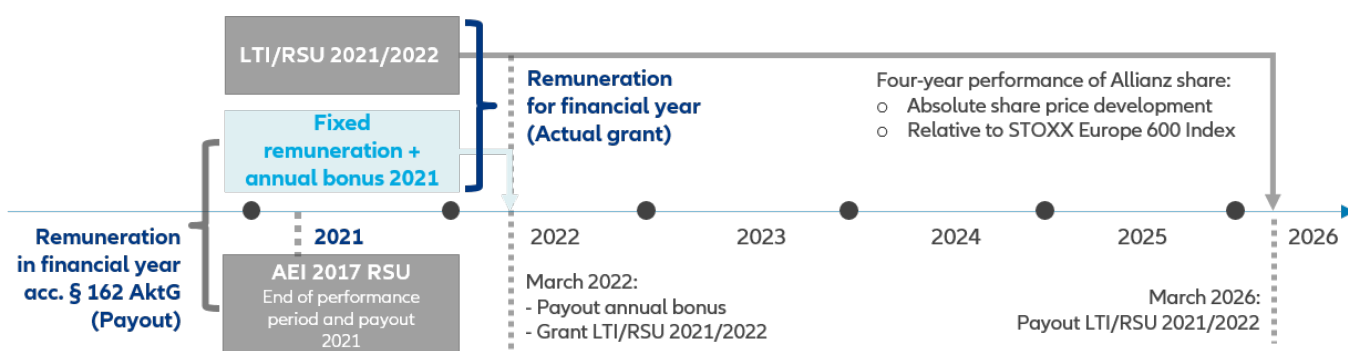 LTI/RSU 2021/2022
Fixed
remuneration +
annual bonus 2021
Remuneration
for financial year
(Actual grant)
Four-year performance of Allianz share:
o Absolute share price development
o Relative to STOXX Europe 600 Index
Remuneration
in financial year
acc. § 162 AktG
(Payout)
2021
2022
2023
2024
2025
2026
AEI 2017 RSU
End of performance
period and payout
2021
March 2022:
- Payout annual bonus
- Grant LTI/RSU 2021/2022
March 2026:
Payout LTI/RSU 2021/2022